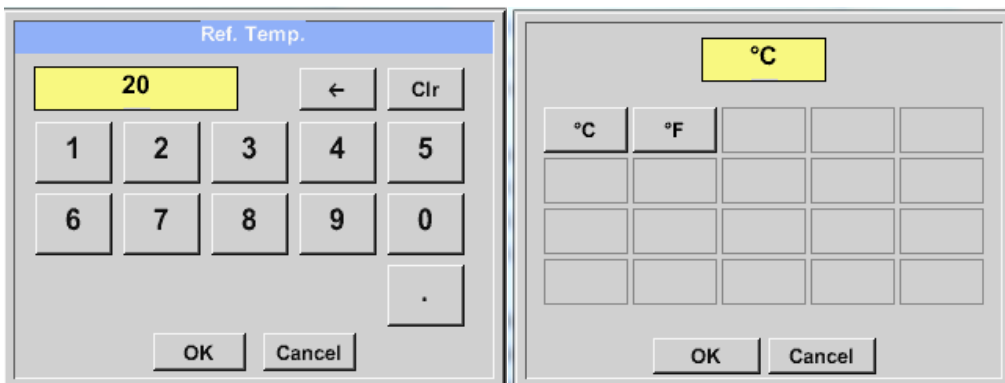 Ref. Temp.
20
← Clr
1 2 3 4 5
6 7 8 9 0
.
OK Cancel
°C
°C °F
OK Cancel